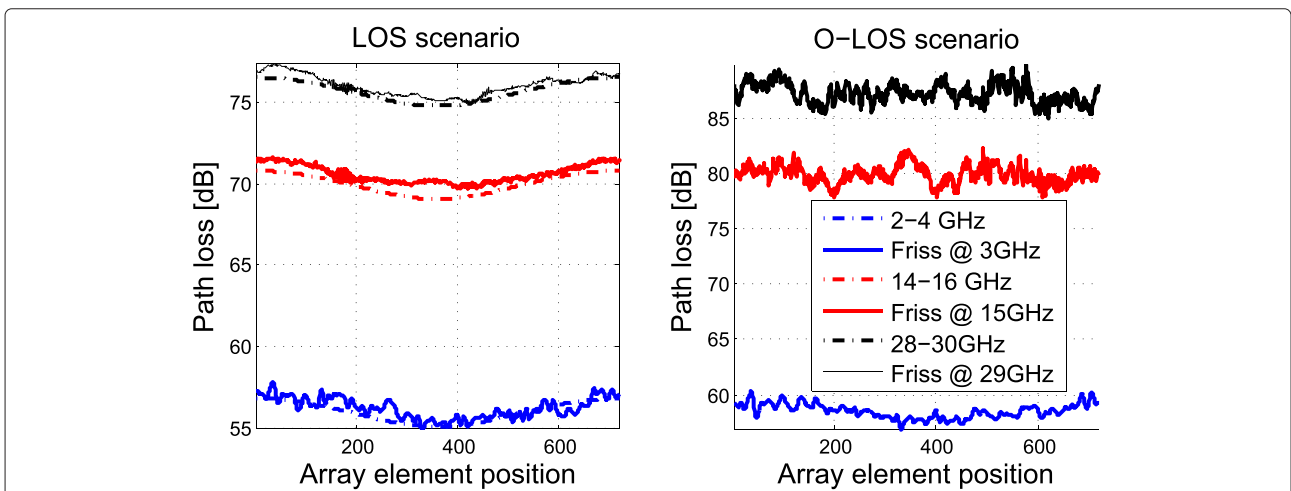 LOS scenario
Path loss [dB]
75
70
65
60
55
200
400
600
Array element position
O−LOS scenario
Path loss [dB]
85
80
75
70
65
60
200
400
600
Array element position
2−4 GHz
Friss @ 3GHz
14−16 GHz
Friss @ 15GHz
28−30GHz
Friss @ 29GHz